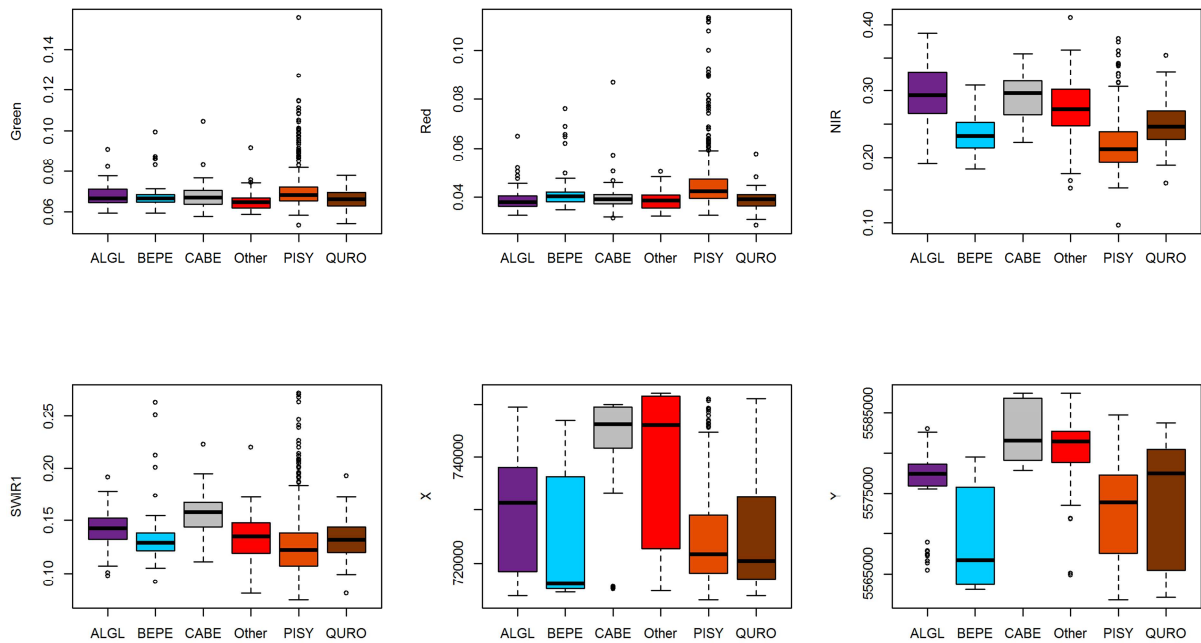 Green
0.06 0.08 0.10 0.12 0.14
ALGL BEPE CABE Other PISY QURO
Red
0.04 0.06 0.08 0.10
ALGL BEPE CABE Other PISY QURO
NIR
0.10 0.20 0.30 0.40
ALGL BEPE CABE Other PISY QURO
SWIR1
0.10 0.15 0.20 0.25
ALGL BEPE CABE Other PISY QURO
X
720000 740000
ALGL BEPE CABE Other PISY QURO
Y
5565000 5575000 5585000
ALGL BEPE CABE Other PISY QURO